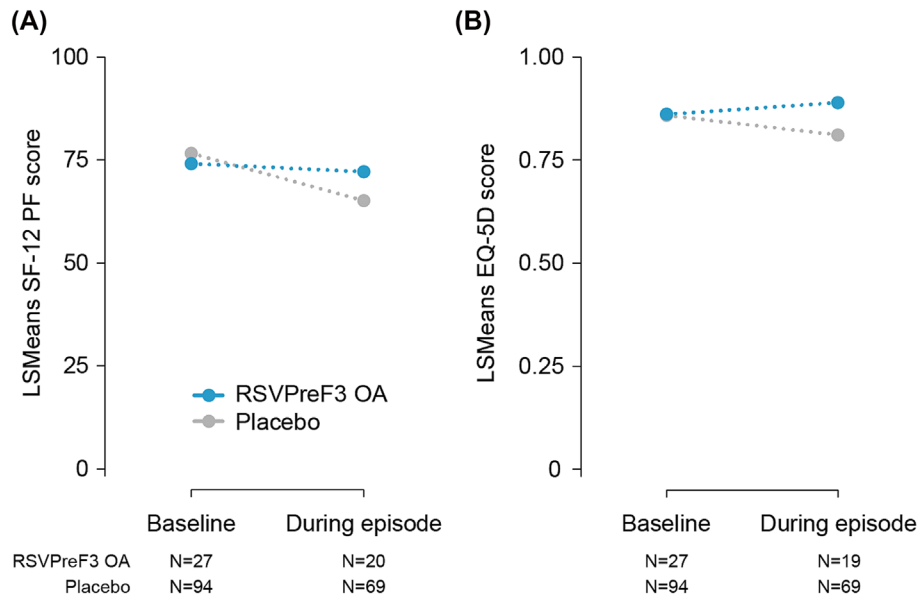 (A)
LSMeans SF-12 PF score
100
75
50
25
0
RSVPreF3 OA
Placebo
Baseline During episode
RSVPreF3 OA N=27 N=20
Placebo N=94 N=69
(B)
LSMeans EQ-5D score
1.00
0.75
0.50
0.25
0
Baseline During episode
N=27 N=19
N=94 N=69